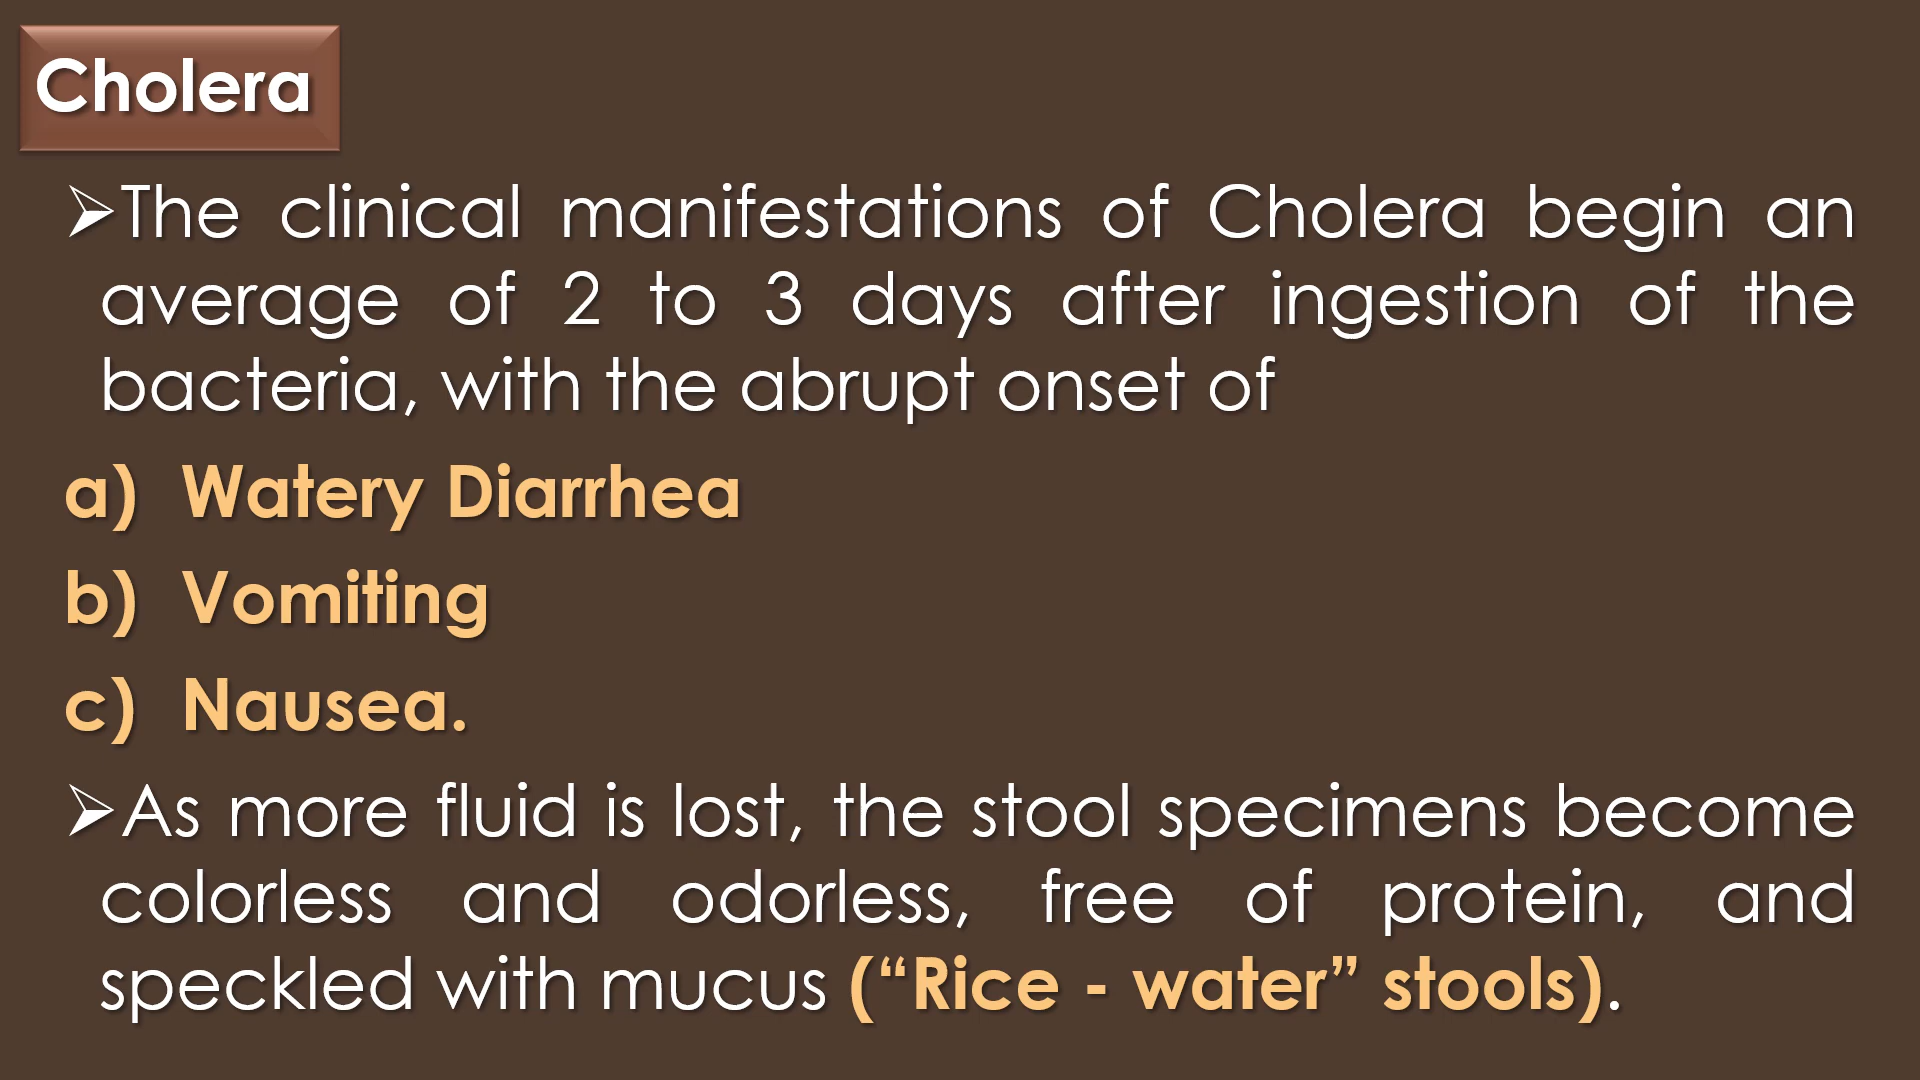 Cholera
➢The clinical manifestations of Cholera begin an
average of 2 to 3 days after ingestion of the
bacteria, with the abrupt onset of
a) Watery Diarrhea
b) Vomiting
c) Nausea.
➢As more fluid is lost, the stool specimens become
colorless and odorless, free of protein, and
speckled with mucus (“Rice - water” stools).